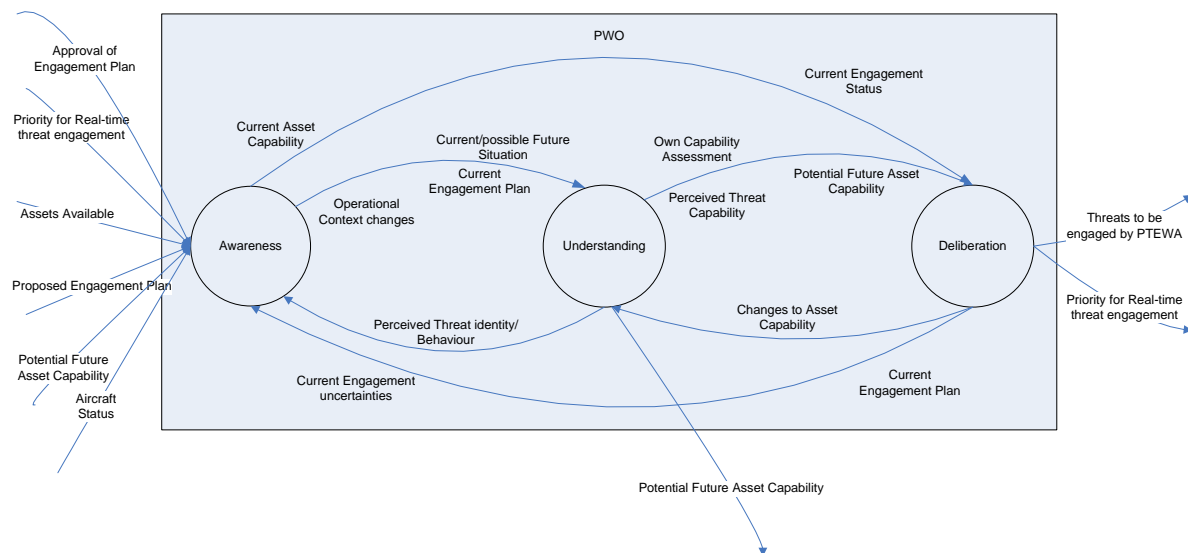 PWO
Approval of
Engagement Plan
Current Engagement
Status
Priority for Real-time
threat engagement
Current Asset
Capability
Current/possible Future
Situation
Own Capability
Assessment
Current
Engagement Plan
Potential Future Asset
Capability
Operational
Context changes
Perceived Threat
Capability
Assets Available
Threats to be
engaged by PTEWA
Awareness
Understanding
Deliberation
Proposed Engagement Plan
Priority for Real-time
threat engagement
Changes to Asset
Capability
Perceived Threat identity/
Behaviour
Potential Future
Asset Capability
Current Engagement
uncertainties
Current
Engagement Plan
Aircraft
Status
Potential Future Asset Capability